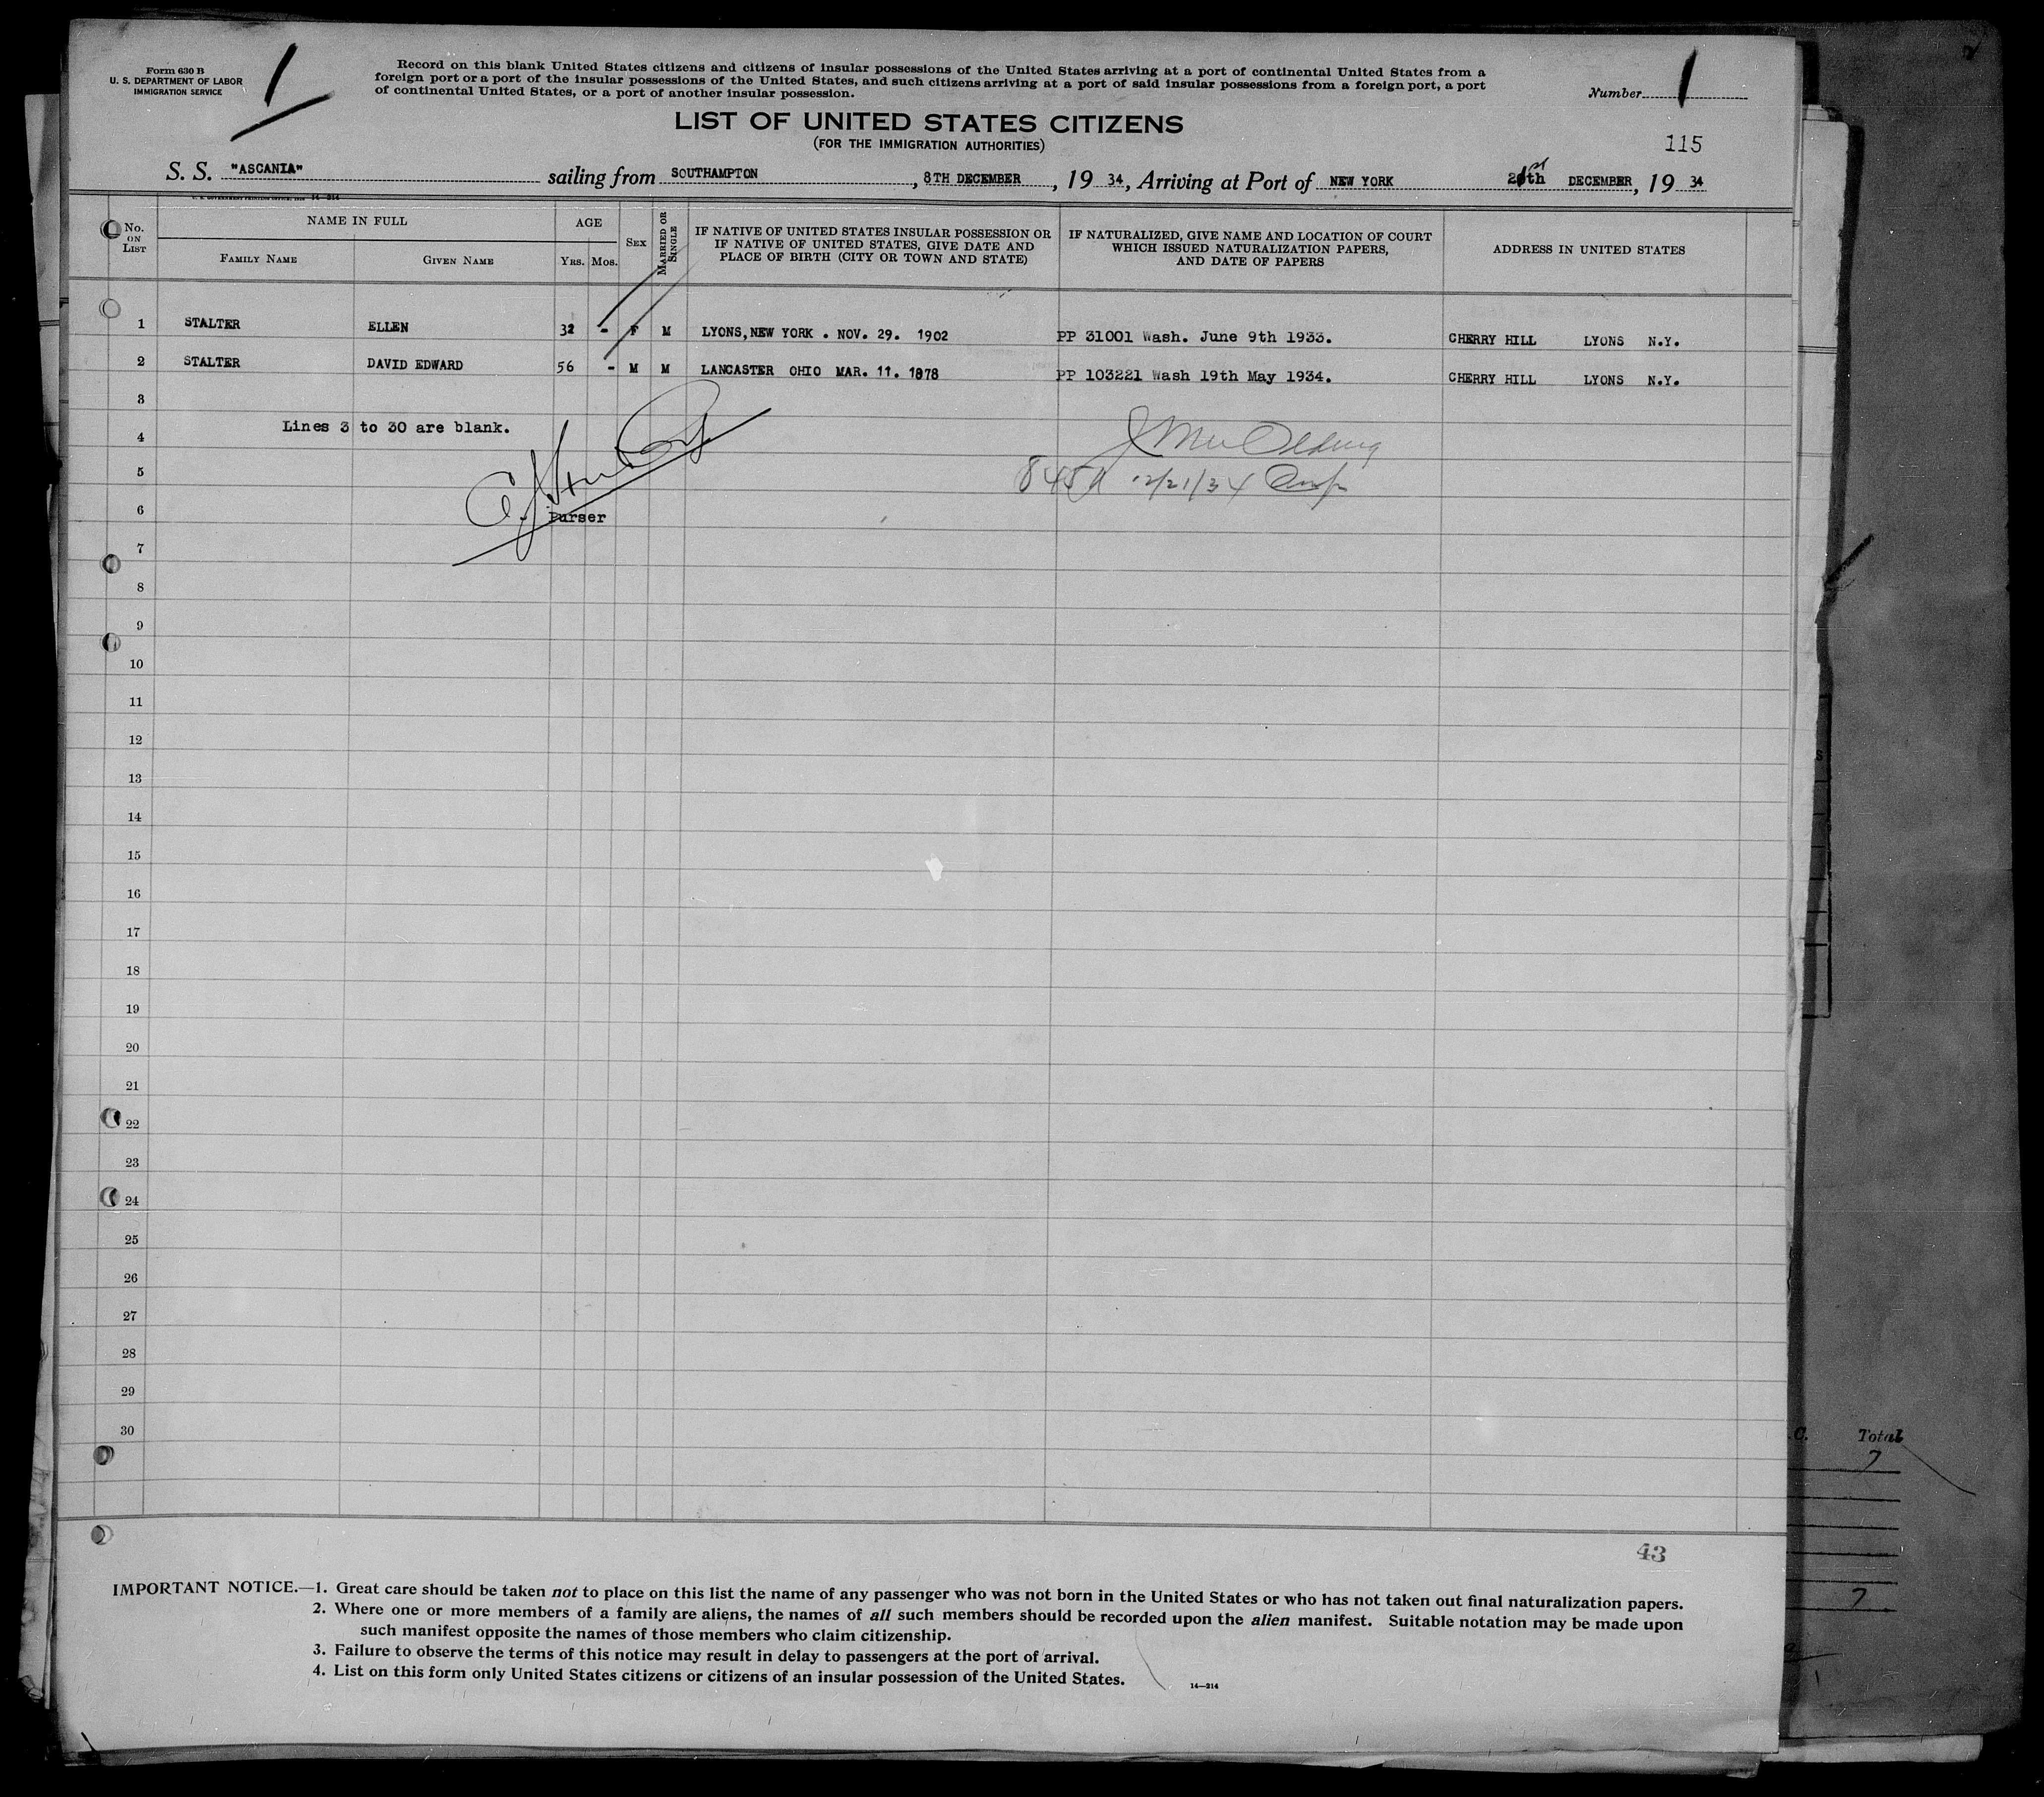 Form 630 B
U. S. DEPARTMENT OF LABOR
IMMIGRATION SERVICE
1
Record on this blank United States citizens and citizens of insular possessions of the United States arriving at a port of continental United States from a
foreign port or a port of the insular possessions of the United States, and such citizens arriving at a port of said insular possessions from a foreign port, a port
of continental United States, or a port of another insular possession.
Number 1
LIST OF UNITED STATES CITIZENS
(FOR THE IMMIGRATION AUTHORITIES)
115
S. S. "ASCANIA" sailing from SOUTHAMPTON, 8TH DECEMBER, 19 34, Arriving at Port of NEW YORK 21st DECEMBER, 19 34
14—214
No. ON LIST
NAME IN FULL
FAMILY NAME
GIVEN NAME
AGE
YRS. MOS.
SEX
MARRIED OR SINGLE
IF NATIVE OF UNITED STATES INSULAR POSSESSION OR
IF NATIVE OF UNITED STATES, GIVE DATE AND
PLACE OF BIRTH (CITY OR TOWN AND STATE)
IF NATURALIZED, GIVE NAME AND LOCATION OF COURT
WHICH ISSUED NATURALIZATION PAPERS,
AND DATE OF PAPERS
ADDRESS IN UNITED STATES
1 STALTER ELLEN 32 - F M LYONS, NEW YORK . NOV. 29. 1902 PP 31001 Wash. June 9th 1933. CHERRY HILL LYONS N.Y.
2 STALTER DAVID EDWARD 56 - M M LANCASTER OHIO MAR. 11. 1878 PP 103221 Wash 19th May 1934. CHERRY HILL LYONS N.Y.
3
Lines 3 to 30 are blank.
4
5
12/21/34
6
Purser
7
8
9
10
11
12
13
14
15
16
17
18
19
20
21
22
23
24
25
26
27
28
29
30
C. Total
7
7
43
IMPORTANT NOTICE.—1. Great care should be taken not to place on this list the name of any passenger who was not born in the United States or who has not taken out final naturalization papers.
2. Where one or more members of a family are aliens, the names of all such members should be recorded upon the alien manifest. Suitable notation may be made upon
such manifest opposite the names of those members who claim citizenship.
3. Failure to observe the terms of this notice may result in delay to passengers at the port of arrival.
4. List on this form only United States citizens or citizens of an insular possession of the United States.
14—214